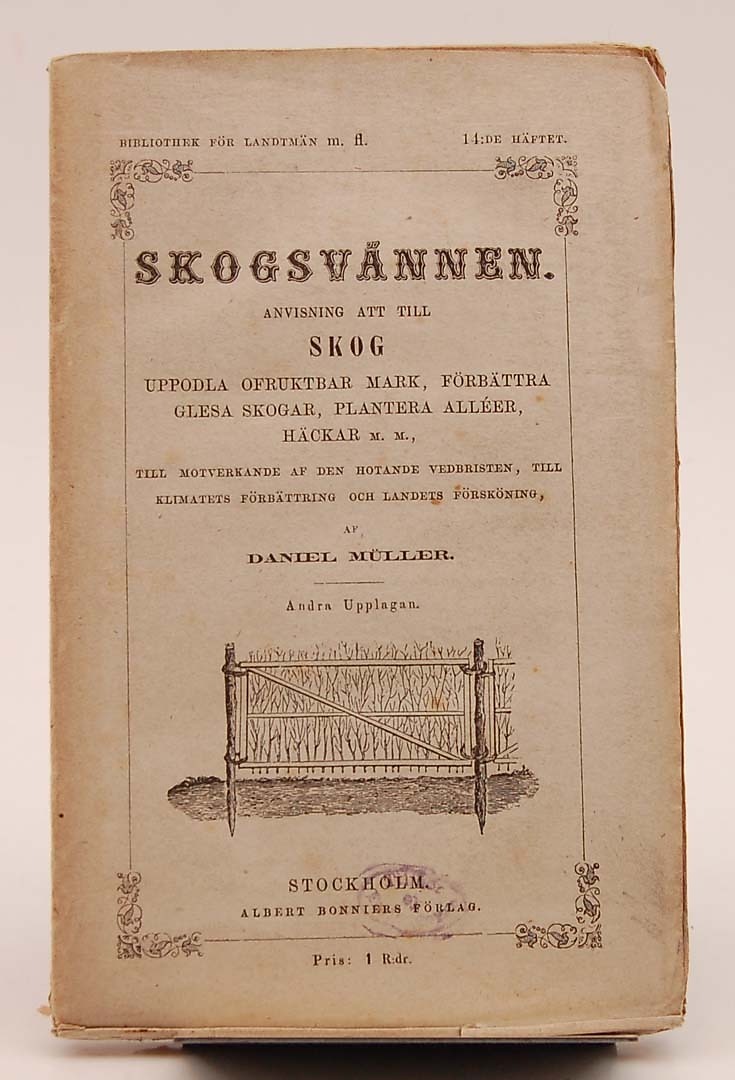 BIBLIOTHEK FÖR LANDTMÄN m. fl. 14:DE HÄFTET.
SKOGSVÄNNEN.
ANVISNING ATT TILL
SKOG
UPPODLA OFRUKTBAR MARK, FÖRBÄTTRA
GLESA SKOGAR, PLANTERA ALLÉER,
HÄCKAR M. M.,
TILL MOTVERKANDE AF DEN HOTANDE VEDBRISTEN, TILL
KLIMATETS FÖRBÄTTRING OCH LANDETS FÖRSKÖNING,
AF
DANIEL MÜLLER.
Andra Upplagan.
STOCKHOLM.
ALBERT BONNIERS FÖRLAG.
Pris: 1 R:dr.